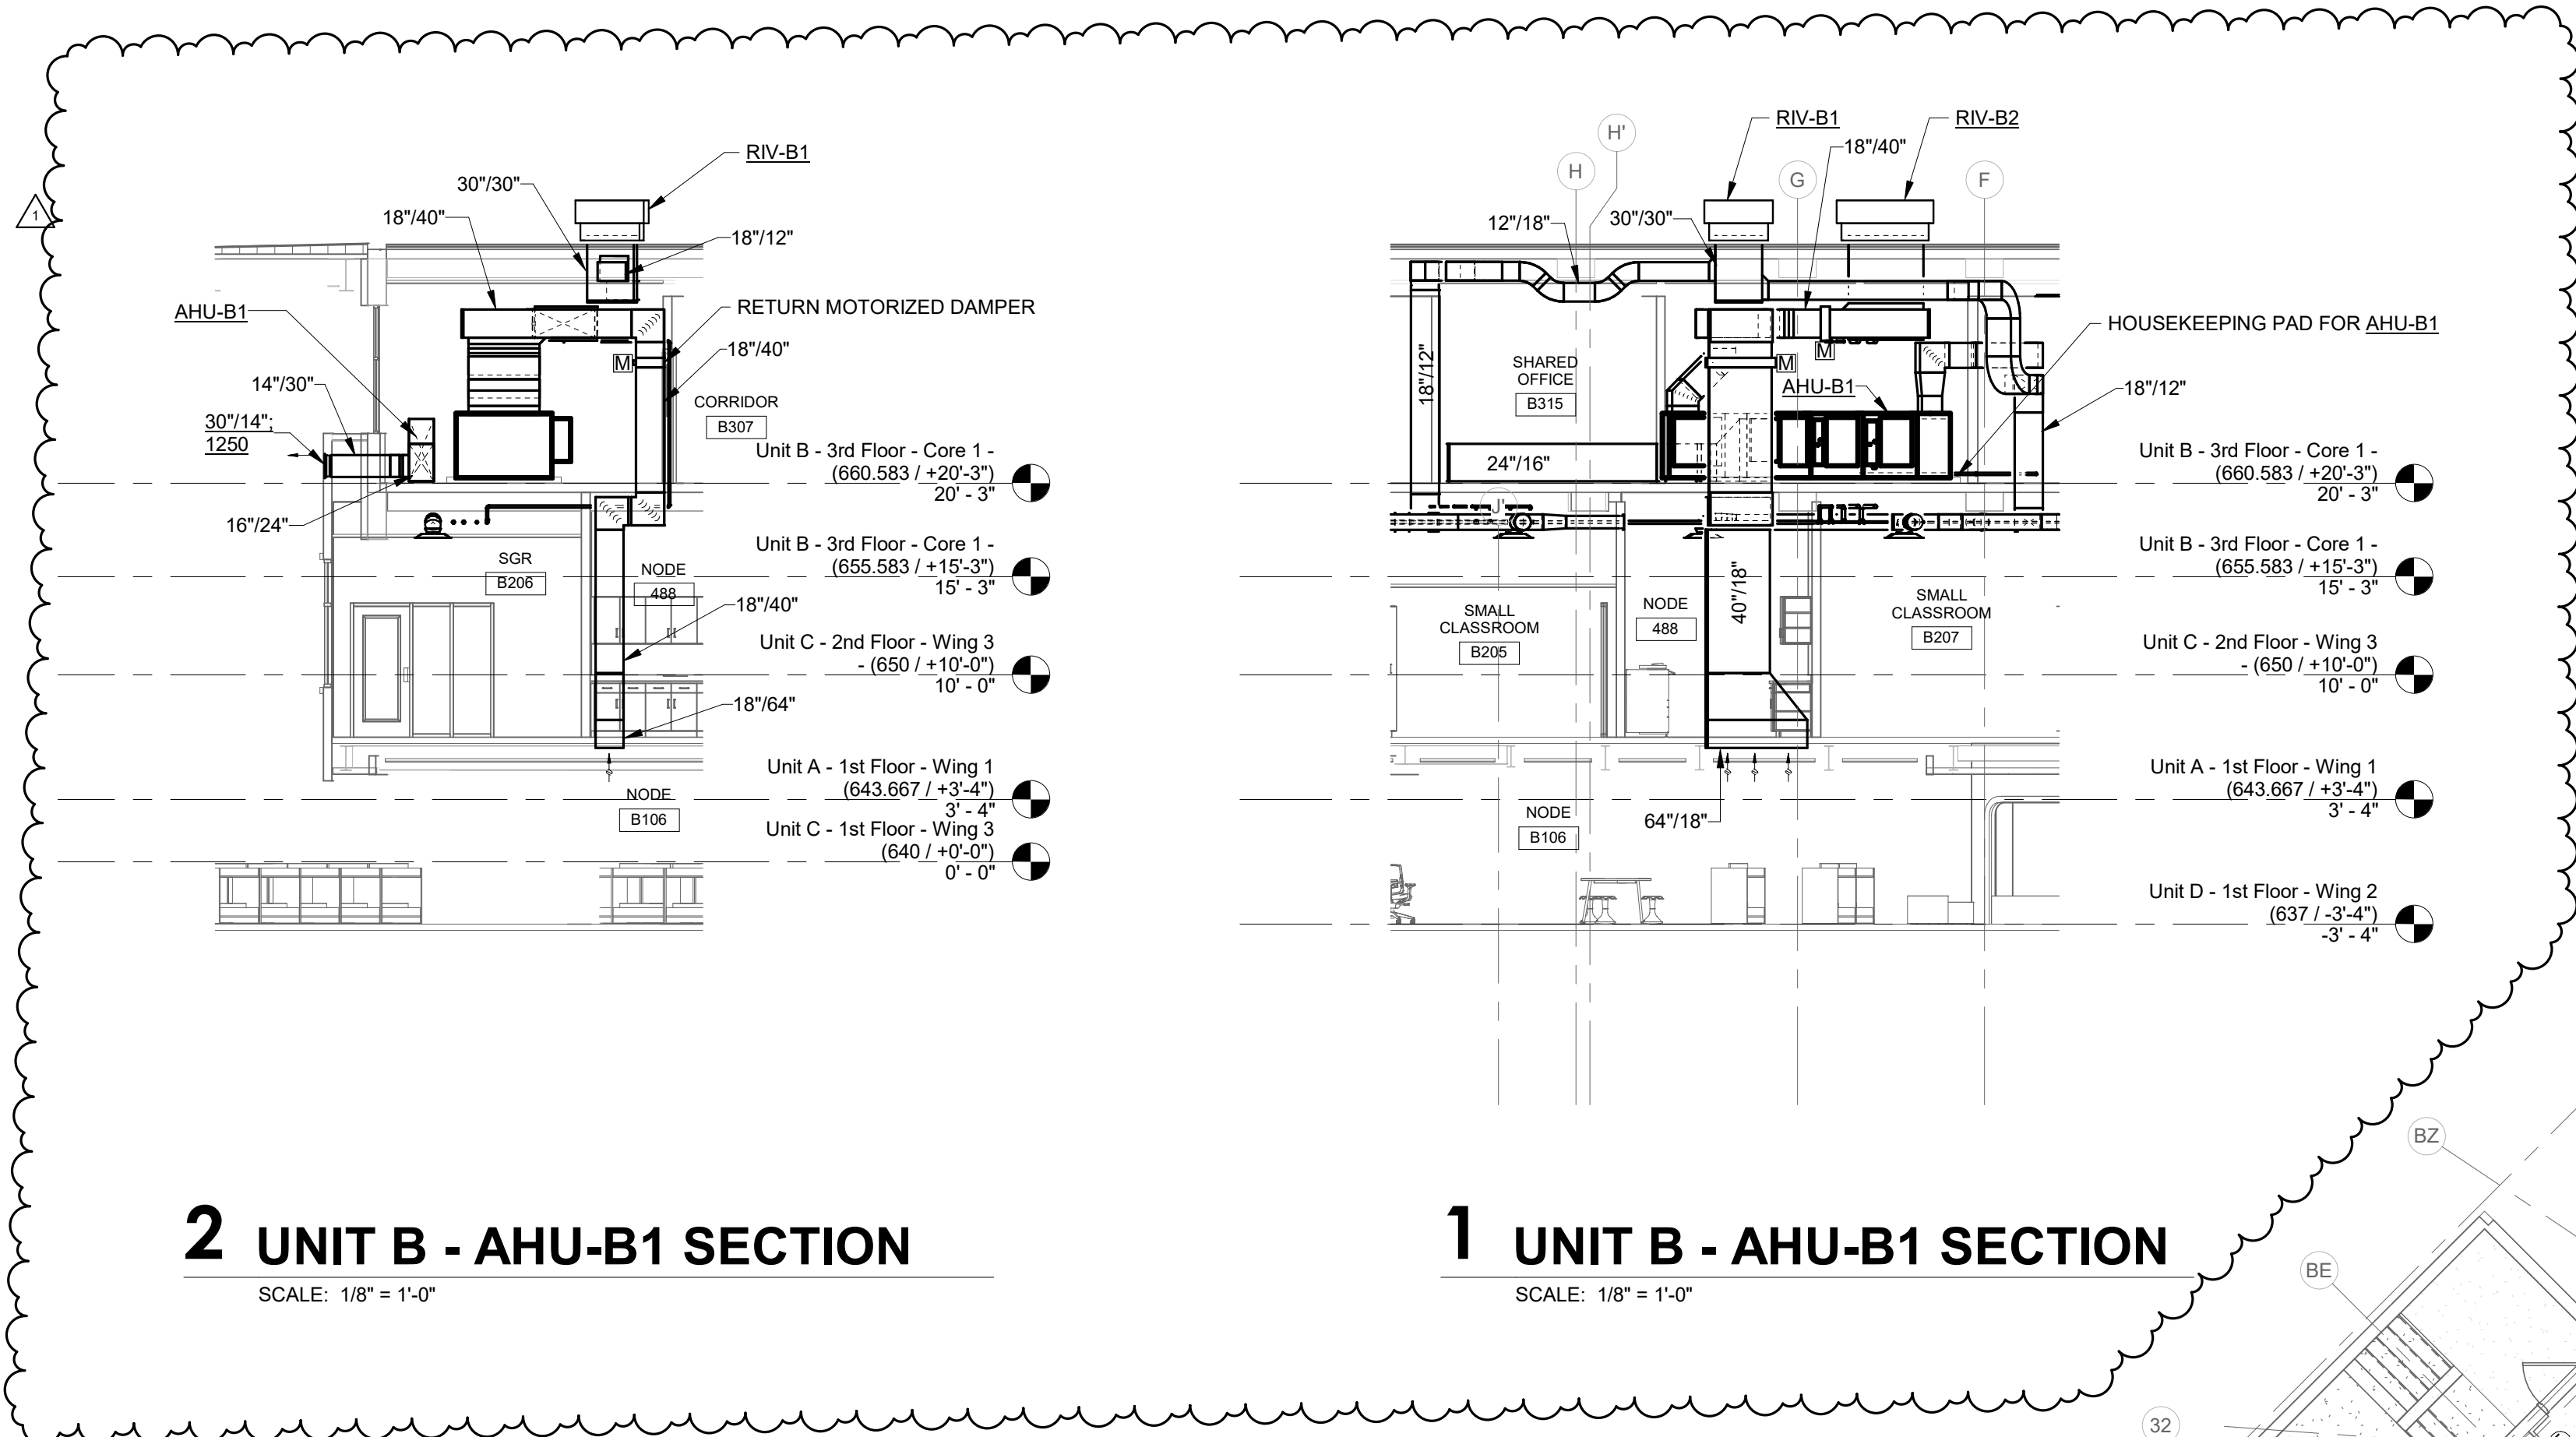 1
RIV-B1
30"/30"
18"/40"
18"/12"
AHU-B1
RETURN MOTORIZED DAMPER
M
18"/40"
14"/30"
CORRIDOR
B307
30"/14";
1250
16"/24"
Unit B - 3rd Floor - Core 1 -
(660.583 / +20'-3")
20' - 3"
SGR
B206
NODE
488
Unit B - 3rd Floor - Core 1 -
(655.583 / +15'-3")
15' - 3"
18"/40"
Unit C - 2nd Floor - Wing 3
- (650 / +10'-0")
10' - 0"
18"/64"
Unit A - 1st Floor - Wing 1
(643.667 / +3'-4")
3' - 4"
NODE
B106
Unit C - 1st Floor - Wing 3
(640 / +0'-0")
0' - 0"
2 UNIT B - AHU-B1 SECTION
SCALE: 1/8" = 1'-0"
RIV-B1
RIV-B2
H'
H
G
F
18"/40"
12"/18"
30"/30"
HOUSEKEEPING PAD FOR AHU-B1
18"/12"
SHARED
OFFICE
B315
M
M
AHU-B1
18"/12"
24"/16"
J'
Unit B - 3rd Floor - Core 1 -
(660.583 / +20'-3")
20' - 3"
Unit B - 3rd Floor - Core 1 -
(655.583 / +15'-3")
15' - 3"
40"/18"
SMALL
CLASSROOM
B205
NODE
488
SMALL
CLASSROOM
B207
Unit C - 2nd Floor - Wing 3
- (650 / +10'-0")
10' - 0"
Unit A - 1st Floor - Wing 1
(643.667 / +3'-4")
3' - 4"
NODE
B106
64"/18"
Unit D - 1st Floor - Wing 2
(637 / -3'-4")
-3' - 4"
1 UNIT B - AHU-B1 SECTION
SCALE: 1/8" = 1'-0"
BZ
BE
32